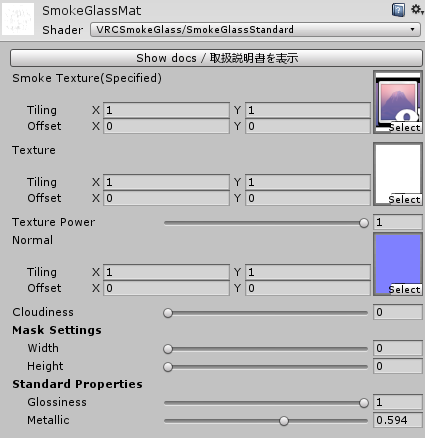 SmokeGlassMat
Shader VRCSmokeGlass/SmokeGlassStandard
Show docs / 取扱説明書を表示
Smoke Texture(Specified)
Tiling X 1 Y 1
Offset X 0 Y 0
Select
Texture
Tiling X 1 Y 1
Offset X 0 Y 0
Select
Texture Power 1
Normal
Tiling X 1 Y 1
Offset X 0 Y 0
Select
Cloudiness 0
Mask Settings
Width 0
Height 0
Standard Properties
Glossiness 1
Metallic 0.594